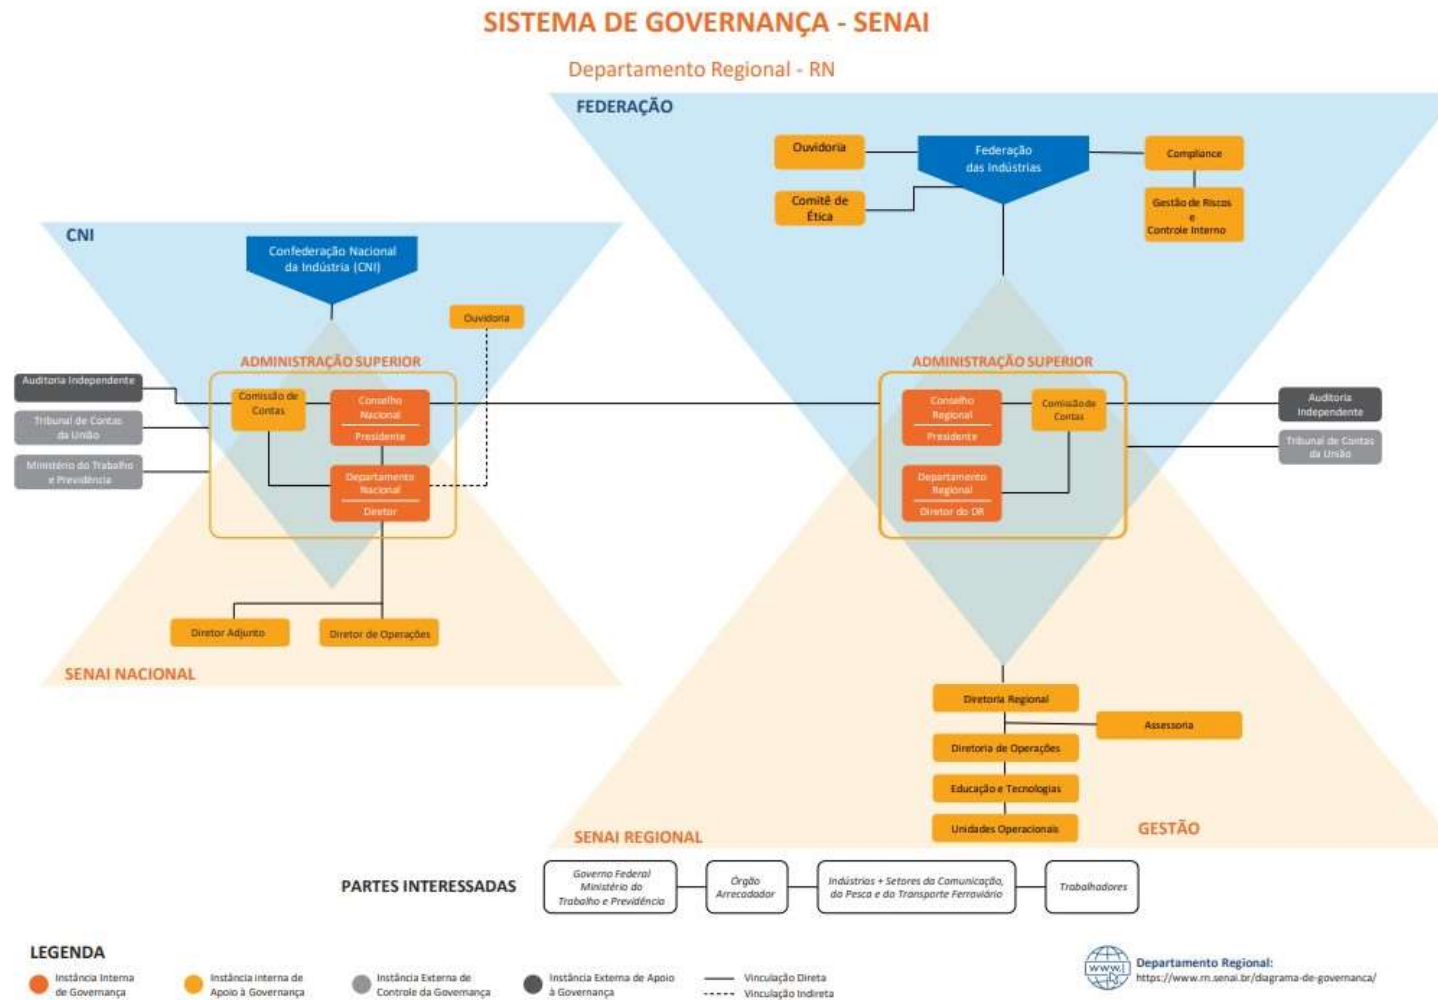 SISTEMA DE GOVERNANÇA - SENAI
Departamento Regional - RN
FEDERAÇÃO
Ouvidoria
Federação
das Indústrias
Compliance
Comitê de
Ética
Gestão de Riscos
e
Controle Interno
CNI
Confederação Nacional
da Indústria (CNI)
Ouvidoria
ADMINISTRAÇÃO SUPERIOR
Auditoria Independente
Tribunal de Contas
da União
Ministério do Trabalho
e Previdência
Comissão de
Contas
Conselho
Nacional
Presidente
Departamento
Nacional
Diretor
ADMINISTRAÇÃO SUPERIOR
Conselho
Regional
Presidente
Comissão de
Contas
Departamento
Regional
Diretor do DR
Auditoria
Independente
Tribunal de Contas
da União
Diretor Adjunto
Diretor de Operações
SENAI NACIONAL
Diretoria Regional
Assessoria
Diretoria de Operações
Educação e Tecnologias
Unidades Operacionais
SENAI REGIONAL
GESTÃO
PARTES INTERESSADAS
Governo Federal
Ministério do
Trabalho e Previdência
Órgão
Arrecadador
Indústrias + Setores da Comunicação,
da Pesca e do Transporte Ferroviário
Trabalhadores
LEGENDA
Instância Interna
de Governança
Instância interna de
Apoio à Governança
Instância Externa de
Controle da Governança
Instância Externa de Apoio
à Governança
Vinculação Direta
Vinculação Indireta
www.
Departamento Regional:
https://www.rn.senai.br/diagrama-de-governanca/